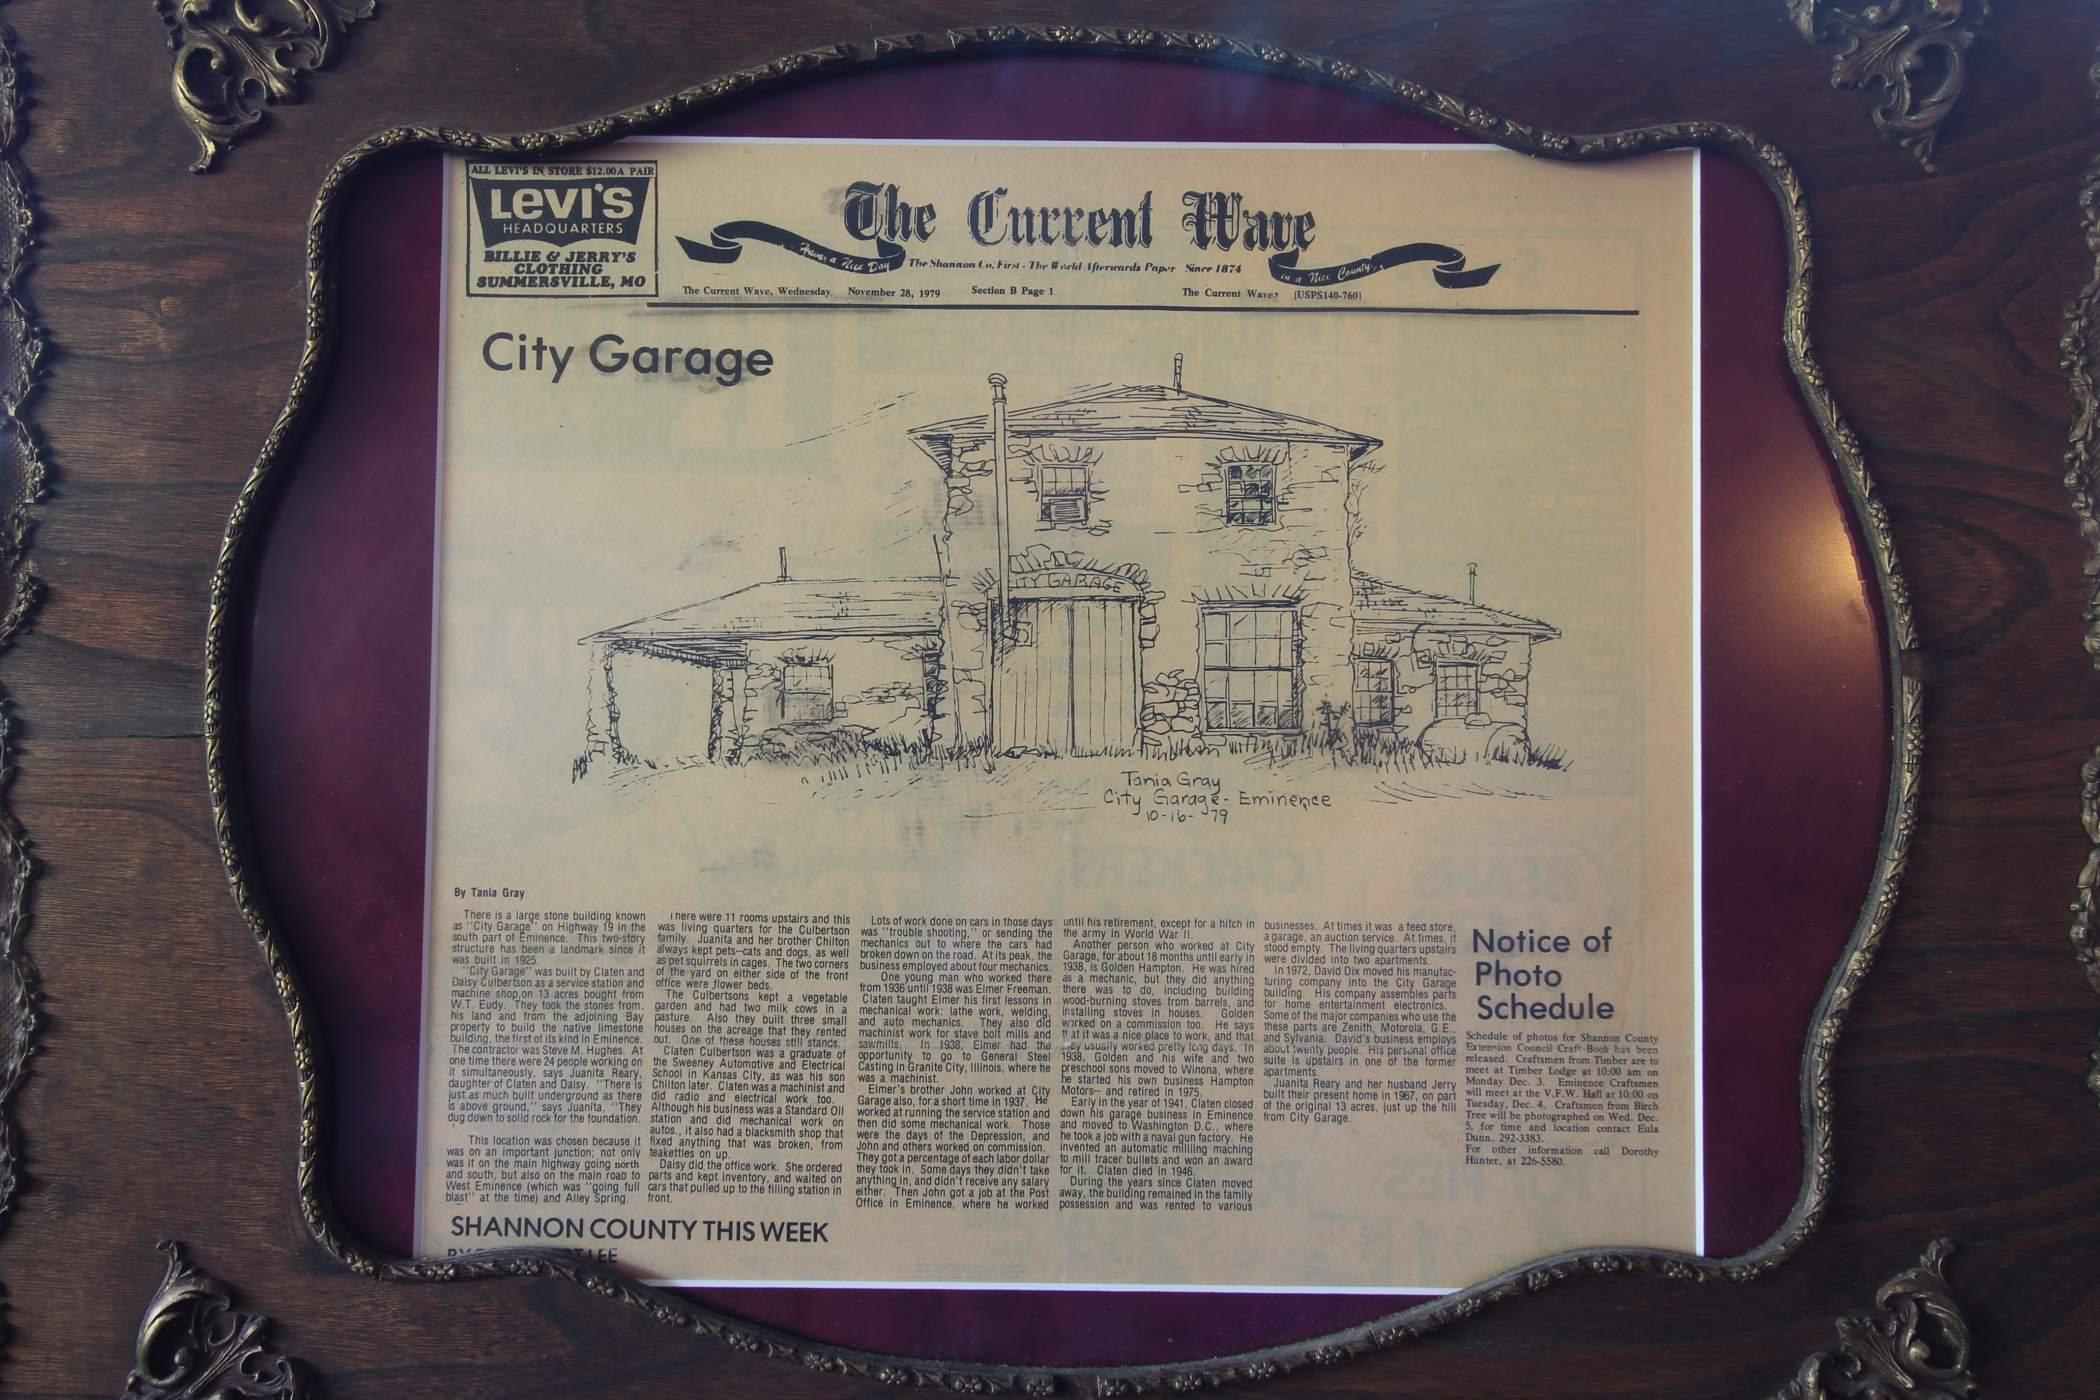 ALL LEVI'S IN STORE $12.00 A PAIR
LEVI'S
HEADQUARTERS
BILLIE & JERRY'S
CLOTHING
SUMMERSVILLE, MO
The Current Wave
Have a Nice Day
The Shannon Co. First - The World Afterwards Paper Since 1874
in a Nice County
The Current Wave, Wednesday November 28, 1979 Section B Page 1 The Current Wave, (USPS140-760)
City Garage
CITY GARAGE
Tania Gray
City Garage - Eminence
10-16-79
By Tania Gray
There is a large stone building known
as "City Garage" on Highway 19 in the
south part of Eminence. This two-story
structure has been a landmark since it
was built in 1925.
"City Garage" was built by Claten and
Daisy Culbertson as a service station and
machine shop,on 13 acres bought from
W.T. Eudy. They took the stones from
his land and from the adjoining Bay
property to build the native limestone
building, the first of its kind in Eminence.
The contractor was Steve M. Hughes. At
one time there were 24 people working on
it simultaneously, says Juanita Reary,
daughter of Claten and Daisy. "There is
just as much built underground as there
is above ground," says Juanita, "They
dug down to solid rock for the foundation.
This location was chosen because it
was on an important junction; not only
was it on the main highway going north
and south, but also on the main road to
West Eminence (which was "going full
blast" at the time) and Alley Spring.
There were 11 rooms upstairs and this
was living quarters for the Culbertson
family. Juanita and her brother Chilton
always kept pets--cats and dogs, as well
as pet squirrels in cages. The two corners
of the yard on either side of the front
office were flower beds.
The Culbertsons kept a vegetable
garden and had two milk cows in a
pasture. Also they built three small
houses on the acreage that they rented
out. One of these houses still stands.
Claten Culbertson was a graduate of
the Sweeney Automotive and Electrical
School in Kansas City, as was his son
Chilton later. Claten was a machinist and
did radio and electrical work too.
Although his business was a Standard Oil
station and did mechanical work on
autos., it also had a blacksmith shop that
fixed anything that was broken, from
teakettles on up.
Daisy did the office work. She ordered
parts and kept inventory, and waited on
cars that pulled up to the filling station in
front.
Lots of work done on cars in those days
was "trouble shooting," or sending the
mechanics out to where the cars had
broken down on the road. At its peak, the
business employed about four mechanics.
One young man who worked there
from 1936 until 1938 was Elmer Freeman.
Claten taught Elmer his first lessons in
mechanical work: lathe work, welding,
and auto mechanics. They also did
machinist work for stave bolt mills and
sawmills. In 1938, Elmer had the
opportunity to go to General Steel
Casting in Granite City, Illinois, where he
was a machinist.
Elmer's brother John worked at City
Garage also, for a short time in 1937. He
worked at running the service station and
then did some mechanical work. Those
were the days of the Depression, and
John and others worked on commission.
They got a percentage of each labor dollar
they took in. Some days they didn't take
anything in, and didn't receive any salary
either. Then John got a job at the Post
Office in Eminence, where he worked
until his retirement, except for a hitch in
the army in World War II.
Another person who worked at City
Garage, for about 18 months until early in
1938, is Golden Hampton. He was hired
as a mechanic, but they did anything
there was to do, including building
wood-burning stoves from barrels, and
installing stoves in houses. Golden
worked on a commission too. He says
that it was a nice place to work, and that
they usually worked pretty long days. In
1938, Golden and his wife and two
preschool sons moved to Winona, where
he started his own business Hampton
Motors-- and retired in 1975.
Early in the year of 1941, Claten closed
down his garage business in Eminence
and moved to Washington D.C., where
he took a job with a naval gun factory. He
invented an automatic milling maching
to mill tracer bullets and won an award
for it. Claten died in 1946.
During the years since Claten moved
away, the building remained in the family
possession and was rented to various
businesses. At times it was a feed store,
a garage, an auction service. At times, it
stood empty. The living quarters upstairs
were divided into two apartments.
In 1972, David Dix moved his manufac-
turing company into the City Garage
building. His company assembles parts
for home entertainment electronics.
Some of the major companies who use the
these parts are Zenith, Motorola, G.E.,
and Sylvania. David's business employs
about twenty people. His personal office
suite is upstairs in one of the former
apartments.
Juanita Reary and her husband Jerry
built their present home in 1967, on part
of the original 13 acres, just up the hill
from City Garage.
Notice of
Photo
Schedule
Schedule of photos for Shannon County
Extension Council Craft-Book has been
released. Craftsmen from Timber are to
meet at Timber Lodge at 10:00 am on
Monday Dec. 3. Eminence Craftsmen
will meet at the V.F.W. Hall at 10:00 on
Tuesday, Dec. 4. Craftsmen from Birch
Tree will be photographed on Wed. Dec.
5, for time and location contact Eula
Dunn. 292-3383.
For other information call Dorothy
Hunter, at 226-5580.
SHANNON COUNTY THIS WEEK
LEE